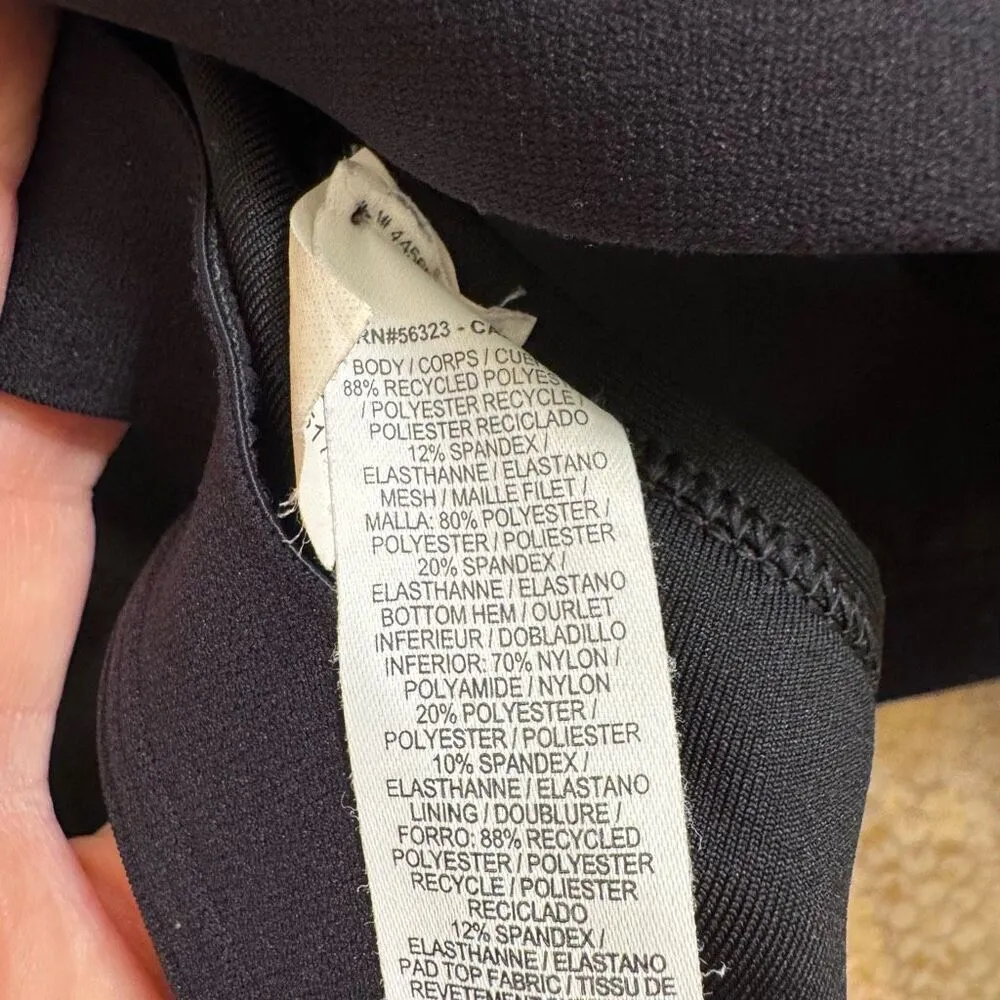 RN#56323 - CA
BODY / CORPS /
88% RECYCLED
/ POLYESTER RECYCLE
POLIESTER RECICLADO
12% SPANDEX /
ELASTHANNE / ELASTANO
MESH / MAILLE FILET /
MALLA: 80% POLYESTER /
POLYESTER / POLIESTER
20% SPANDEX /
ELASTHANNE / ELASTANO
BOTTOM HEM / OURLET
INFERIEUR / DOBLADILLO
INFERIOR: 70% NYLON /
POLYAMIDE / NYLON
20% POLYESTER /
POLYESTER / POLIESTER
10% SPANDEX /
ELASTHANNE / ELASTANO
LINING / DOUBLURE /
FORRO: 88% RECYCLED
POLYESTER / POLYESTER
RECYCLE / POLIESTER
RECICLADO
12% SPANDEX /
ELASTHANNE / ELASTANO
PAD TOP FABRIC / TISSU DE